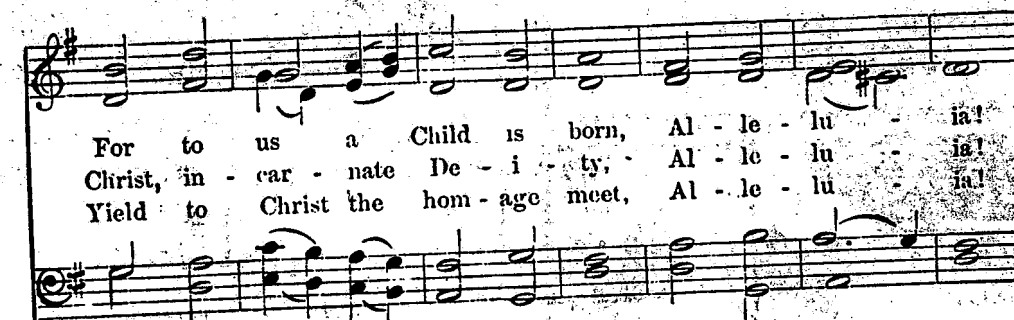 For to us a Child is born, Al - le - lu - ia!
Christ, in - car - nate De - i - ty, Al - le - lu - ia!
Yield to Christ the hom - age meet, Al - le - lu - ia!